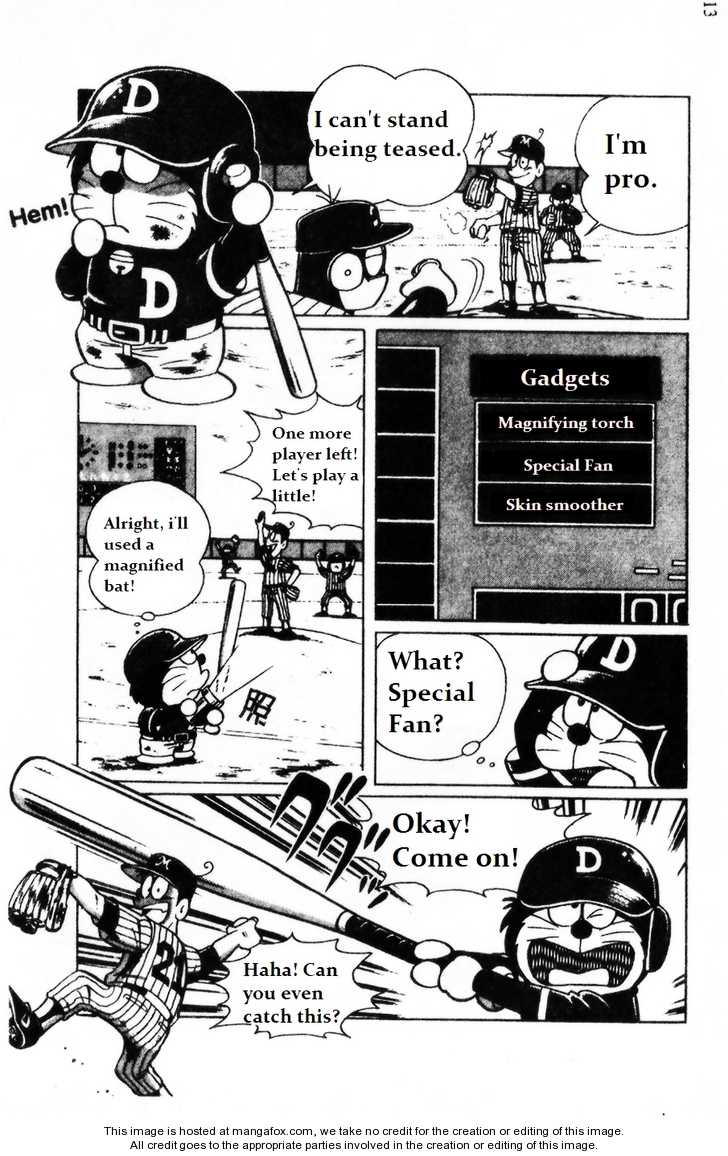 13
I'm
pro.
I can't stand
being teased.
M
D
Hem!
D
Gadgets
Magnifying torch
Special Fan
Skin smoother
What?
Special
Fan?
D
One more
player left!
Let's play a
little!
Alright, i'll
used a
magnified
bat!
照
Okay!
Come on!
D
Haha! Can
you even
catch this?
This image is hosted at mangafox.com, we take no credit for the creation or editing of this image.
All credit goes to the appropriate parties involved in the creation or editing of this image.